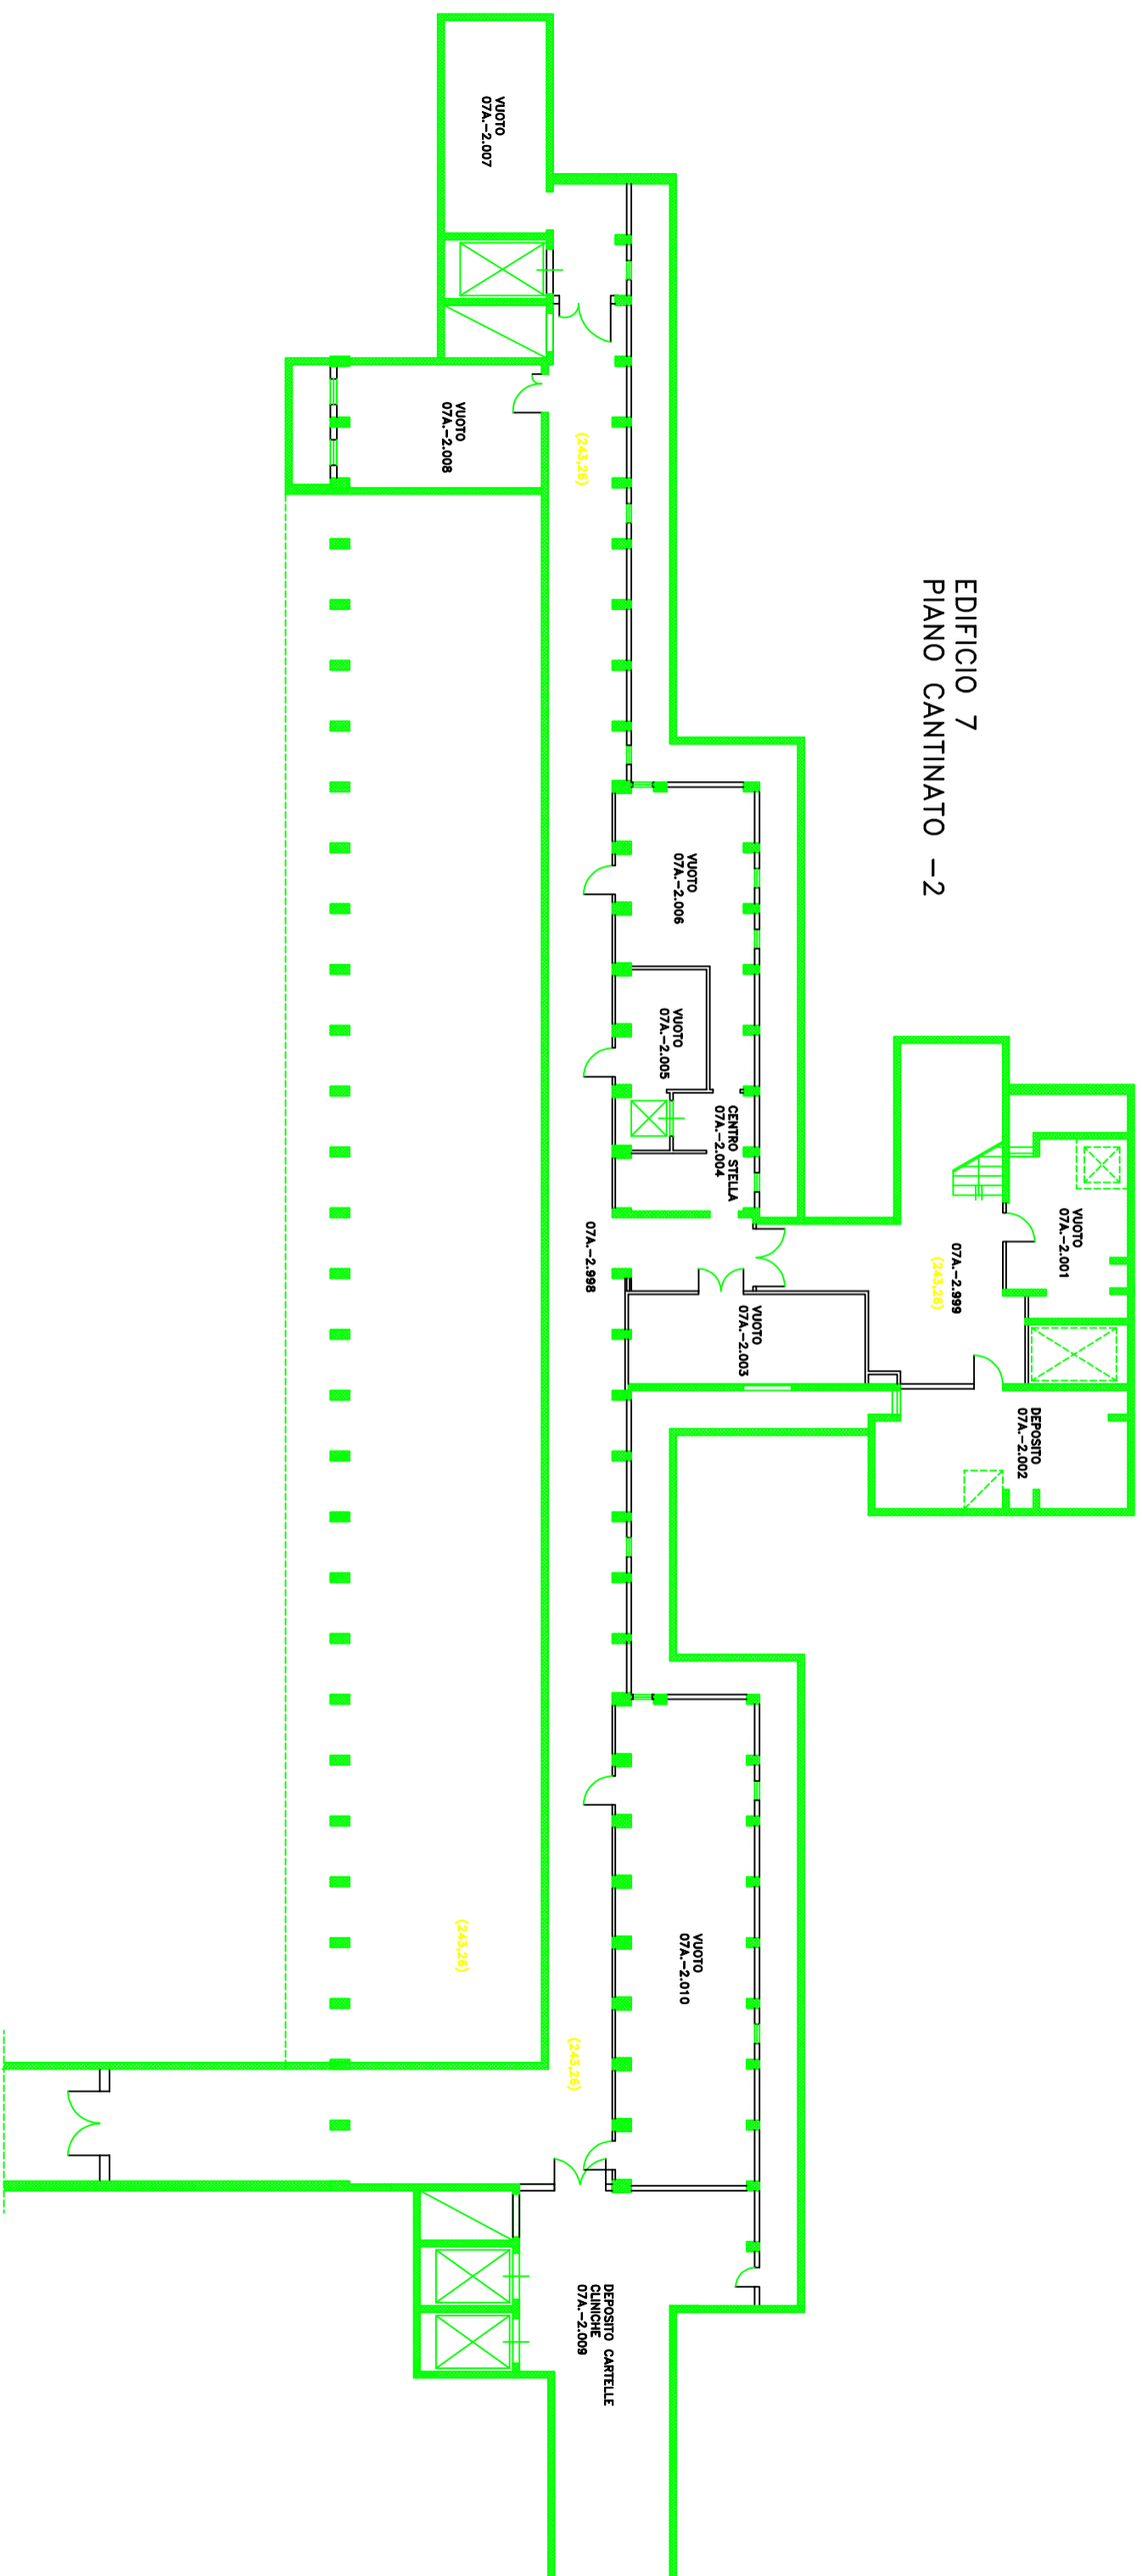 EDIFICIO 7
PIANO CANTINATO -2
VUOTO
07A.-2.007
VUOTO
07A.-2.008
(243,26)
VUOTO
07A.-2.006
VUOTO
07A.-2.005
CENTRO STELLA
07A.-2.004
07A.-2.998
VUOTO
07A.-2.001
07A.-2.999
(243,26)
VUOTO
07A.-2.003
DEPOSITO
07A.-2.002
VUOTO
07A.-2.010
(243,26)
(243,26)
DEPOSITO CARTELLE
CLINICHE
07A.-2.009